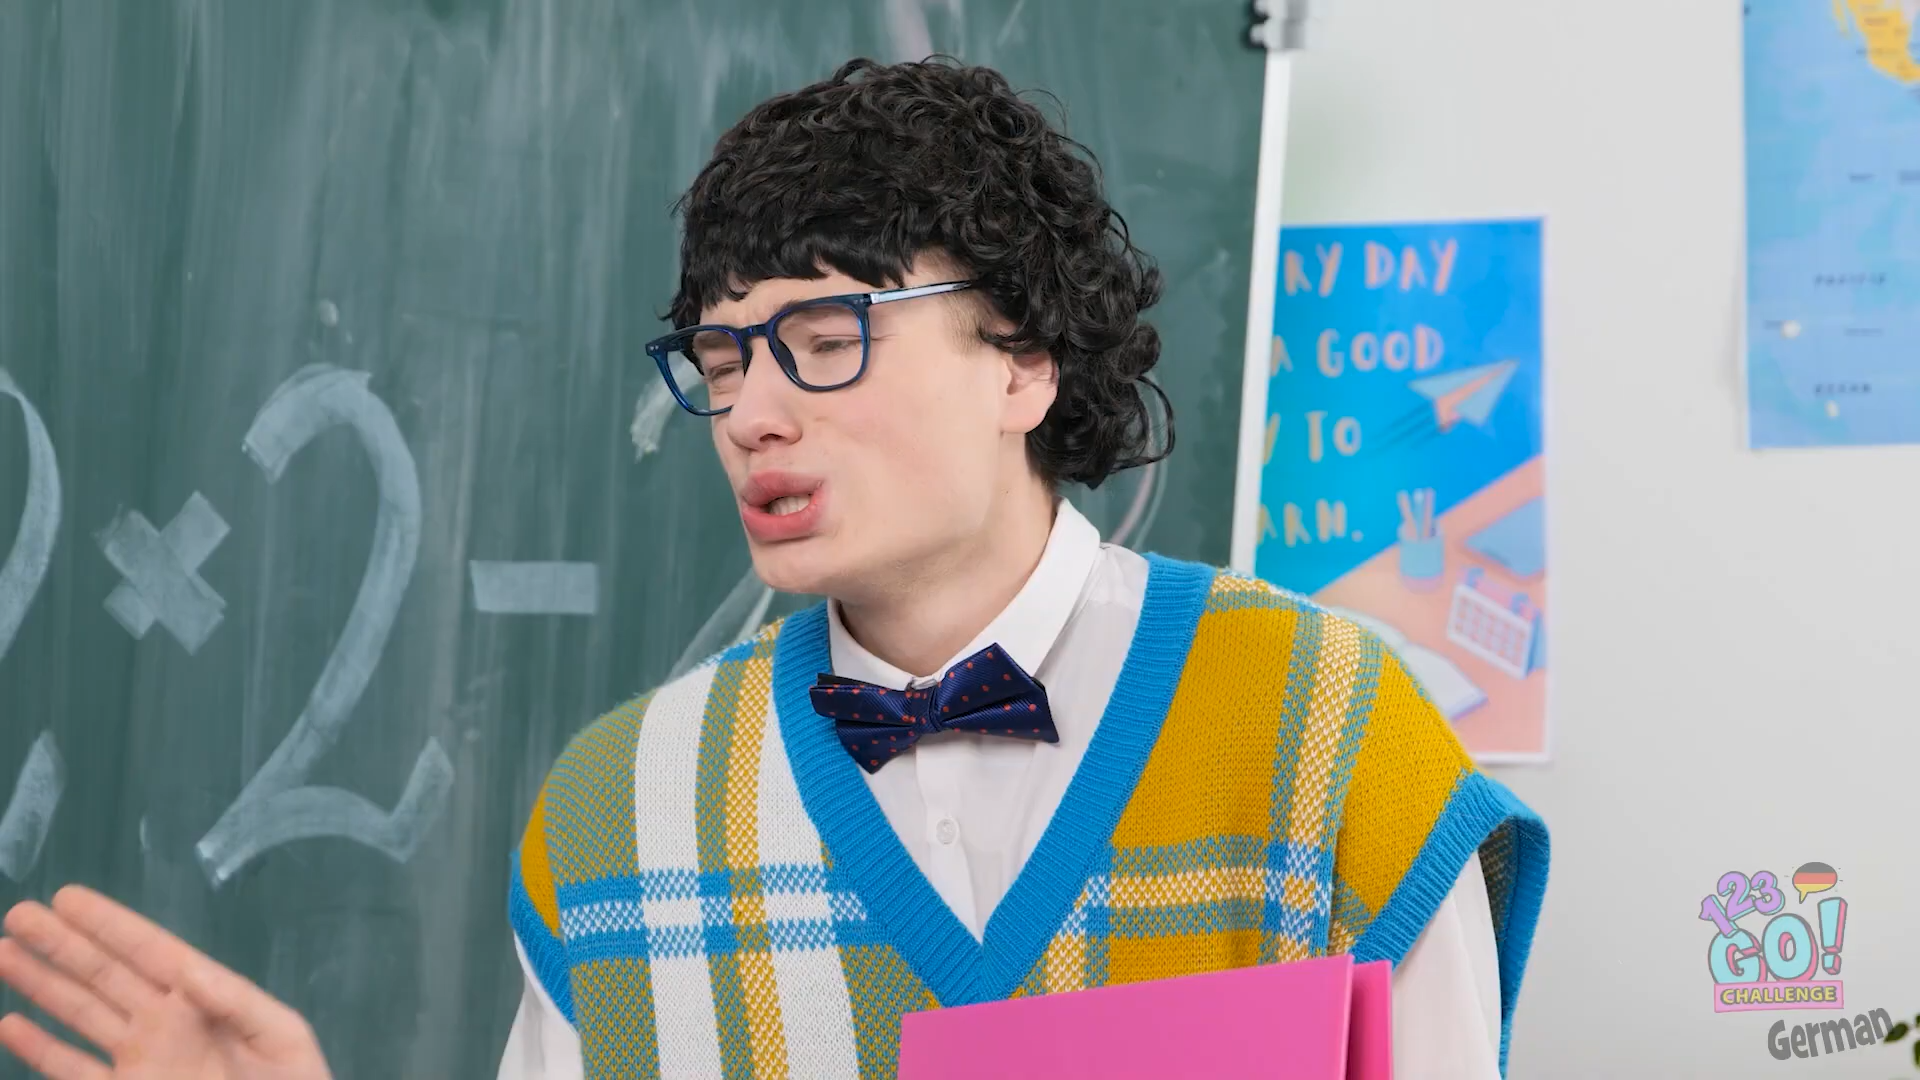 2 × 2 -
RY DAY
A GOOD
Y TO
ARN.
123
GO!
CHALLENGE
German